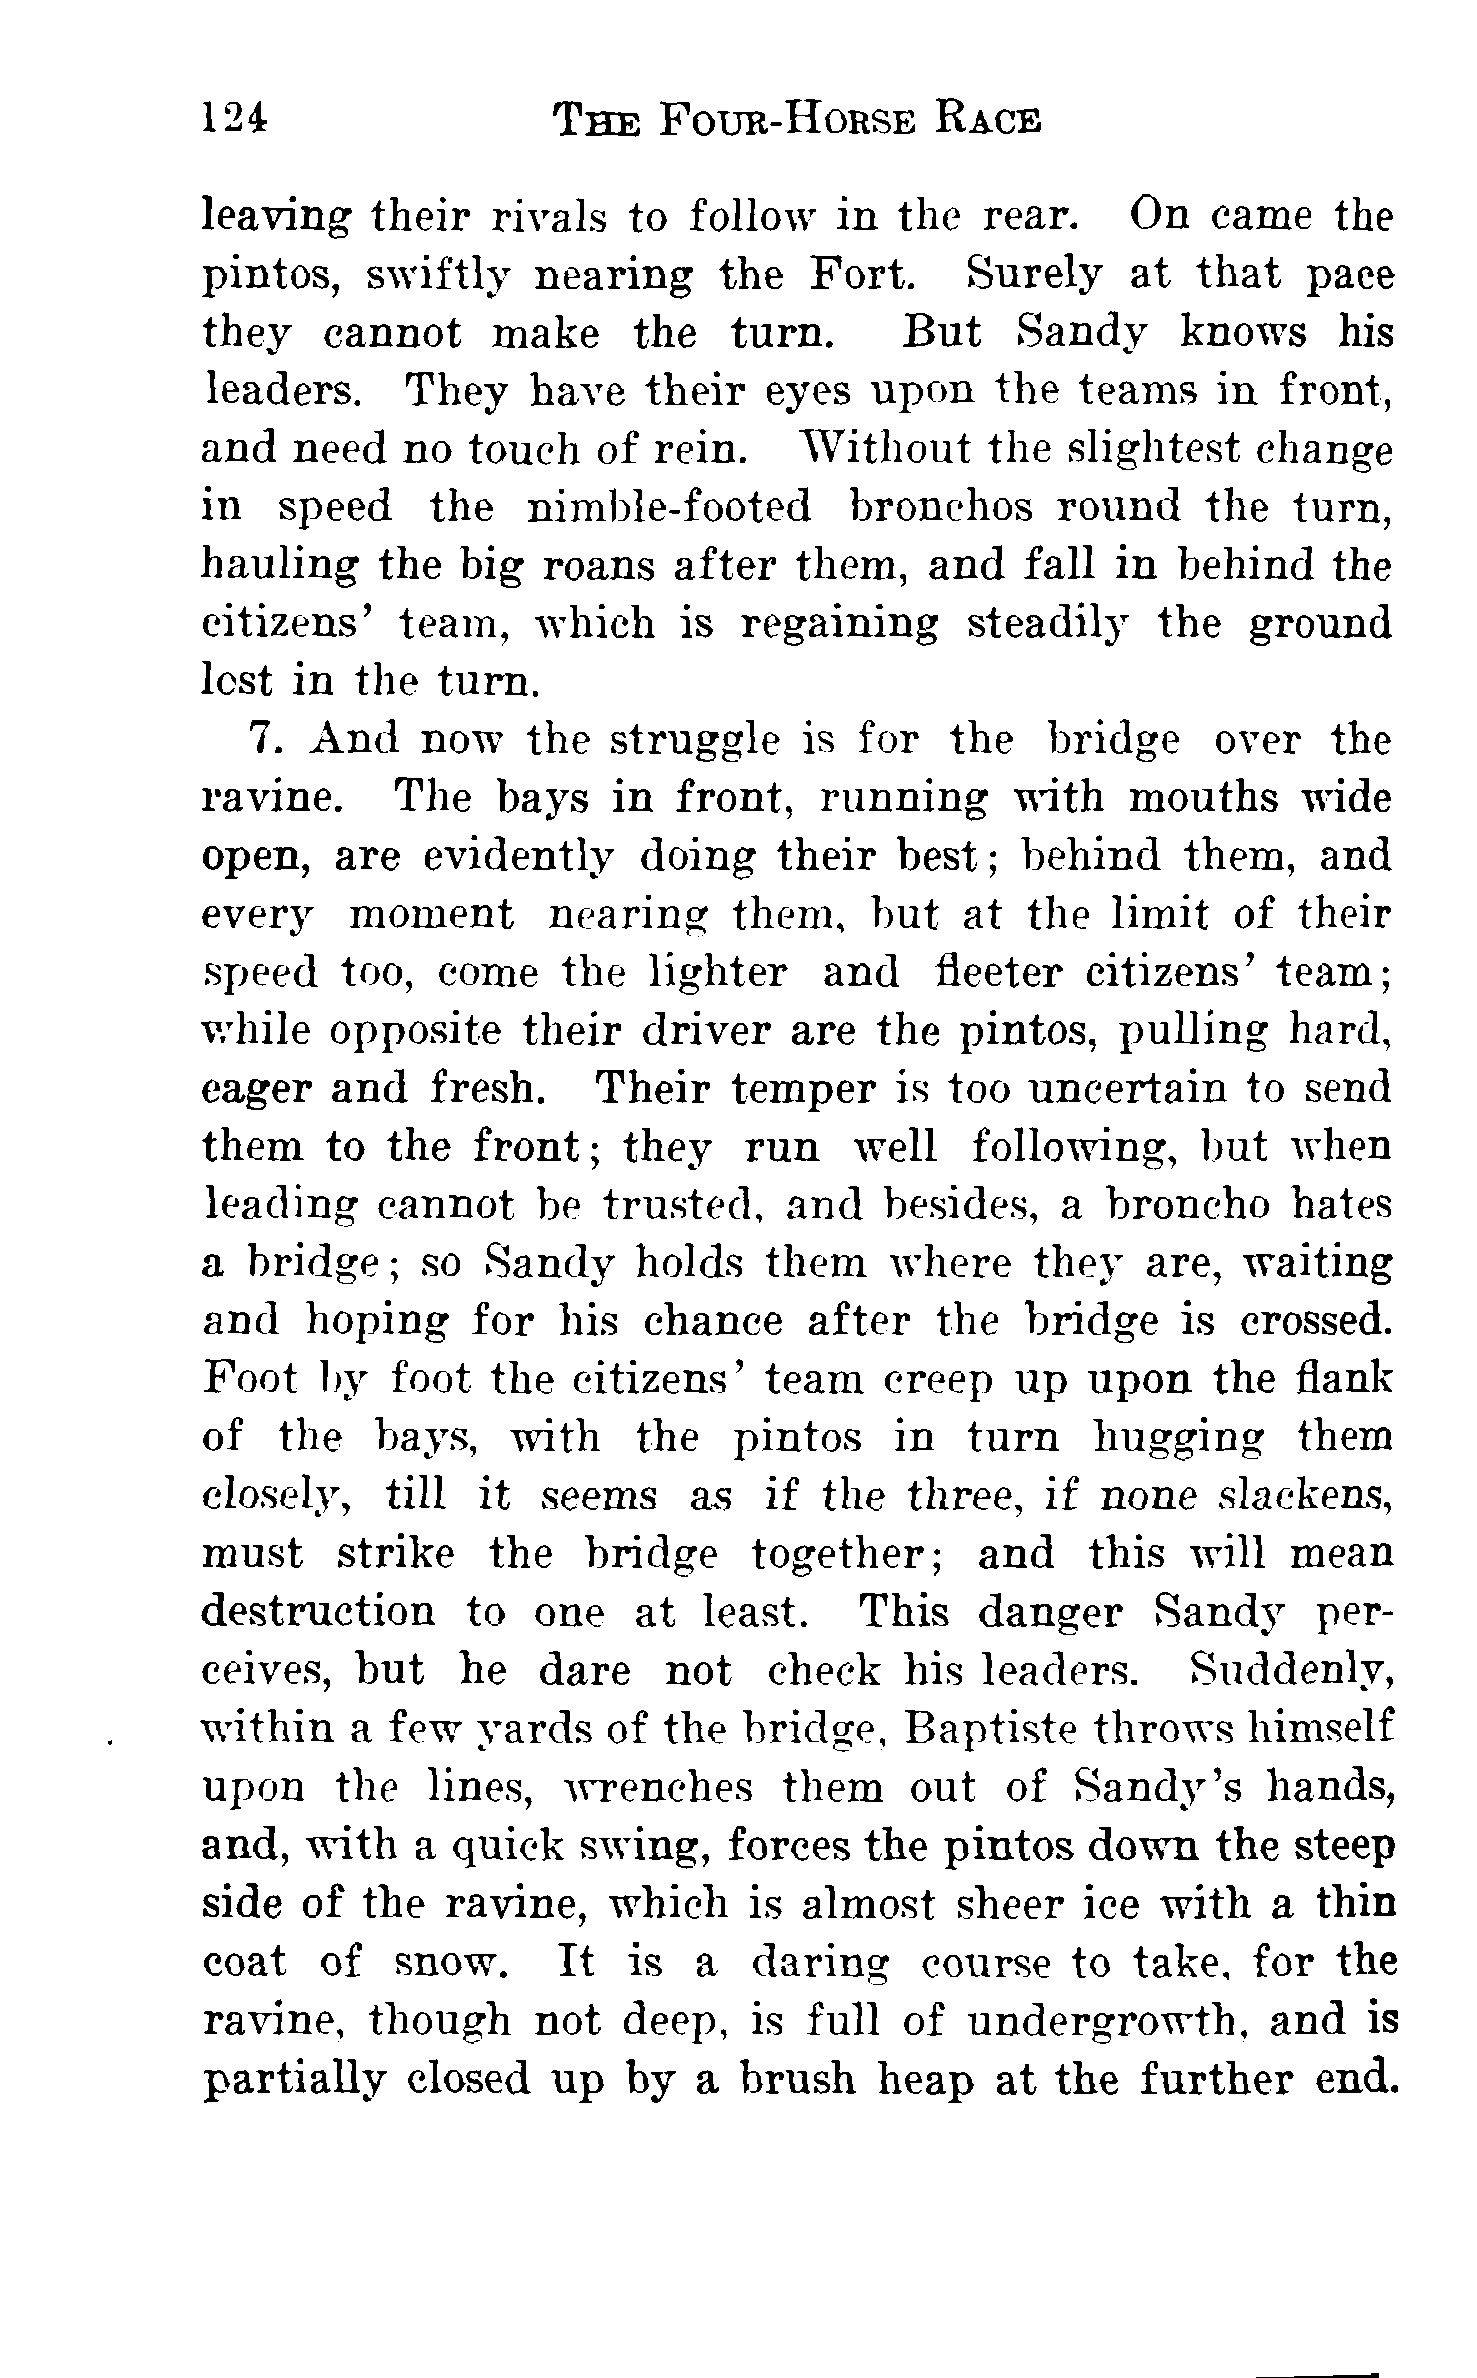 124 THE FOUR-HORSE RACE
leaving their rivals to follow in the rear. On came the
pintos, swiftly nearing the Fort. Surely at that pace
they cannot make the turn. But Sandy knows his
leaders. They have their eyes upon the teams in front,
and need no touch of rein. Without the slightest change
in speed the nimble-footed bronchos round the turn,
hauling the big roans after them, and fall in behind the
citizens' team, which is regaining steadily the ground
lost in the turn.
7. And now the struggle is for the bridge over the
ravine. The bays in front, running with mouths wide
open, are evidently doing their best; behind them, and
every moment nearing them, but at the limit of their
speed too, come the lighter and fleeter citizens' team;
while opposite their driver are the pintos, pulling hard,
eager and fresh. Their temper is too uncertain to send
them to the front; they run well following, but when
leading cannot be trusted, and besides, a broncho hates
a bridge; so Sandy holds them where they are, waiting
and hoping for his chance after the bridge is crossed.
Foot by foot the citizens' team creep up upon the flank
of the bays, with the pintos in turn hugging them
closely, till it seems as if the three, if none slackens,
must strike the bridge together; and this will mean
destruction to one at least. This danger Sandy per-
ceives, but he dare not check his leaders. Suddenly,
within a few yards of the bridge, Baptiste throws himself
upon the lines, wrenches them out of Sandy's hands,
and, with a quick swing, forces the pintos down the steep
side of the ravine, which is almost sheer ice with a thin
coat of snow. It is a daring course to take, for the
ravine, though not deep, is full of undergrowth, and is
partially closed up by a brush heap at the further end.